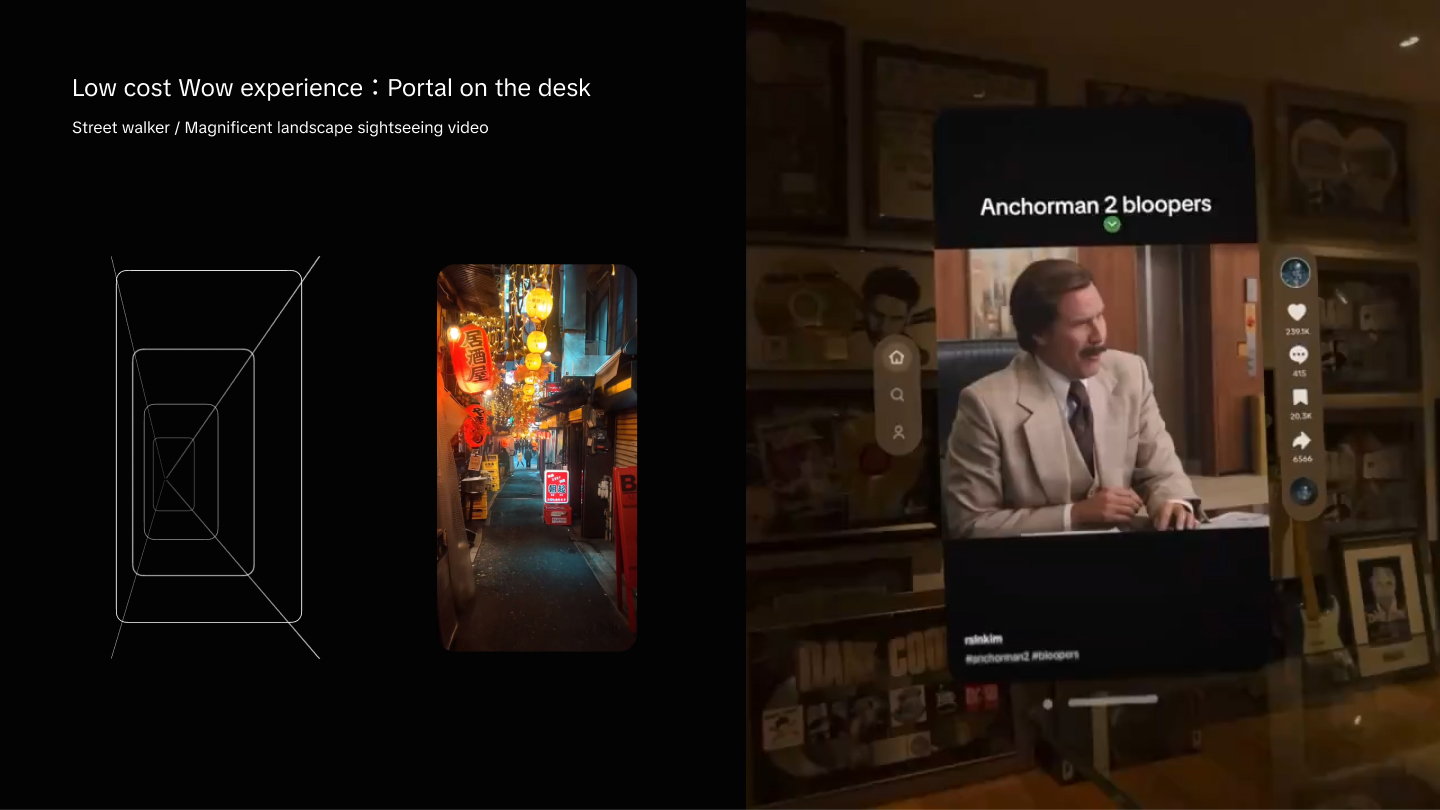 Low cost Wow experience：Portal on the desk
Street walker / Magnificent landscape sightseeing video
居酒屋
Anchorman 2 bloopers
239.1K
415
20.3K
6566
rsinkim
#anchorman2 #bloopers